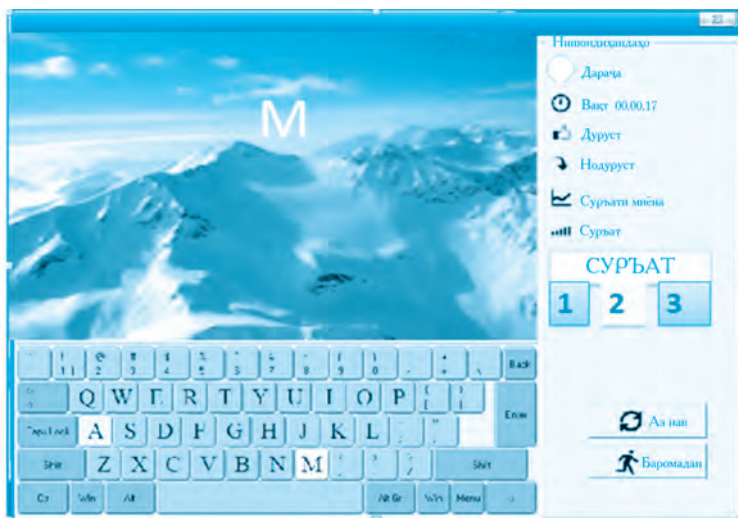 Нишондиҳандаҳо
Дараҷа
M
Вақт 00.00.17
Дуруст
Нодуруст
Суръати миёна
Суръат
СУРЪАТ
1 2 3
Back
Q W E R T Y U I O P
Enter
Caps Lock A S D F G H J K L
Shift Z X C V B N M Shift
Win Alt Alt Gr Win Menu
Аз нав
Баромадан